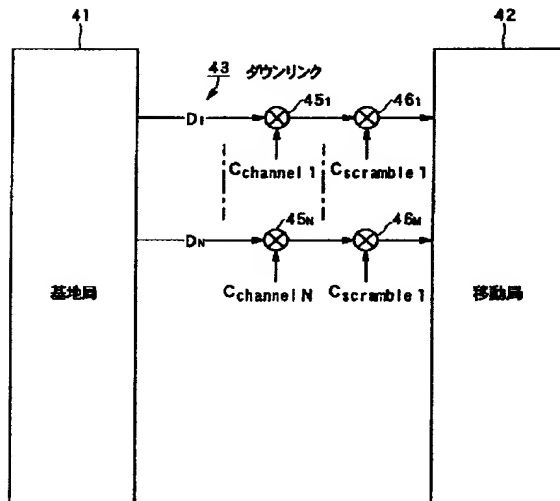 41
42
43 ダウンリンク
D1
451
461
Cchannel 1
Cscramble 1
DN
45N
46M
Cchannel N
Cscramble 1
基地局
移動局